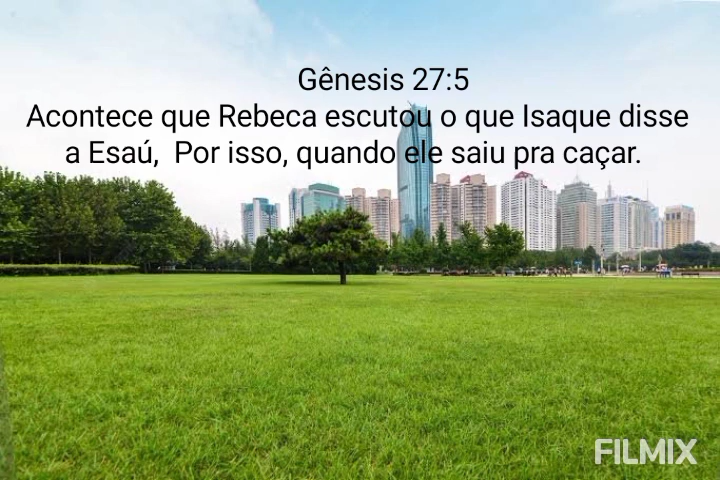 Gênesis 27:5
Acontece que Rebeca escutou o que Isaque disse
a Esaú,  Por isso, quando ele saiu pra caçar.
FILMIX